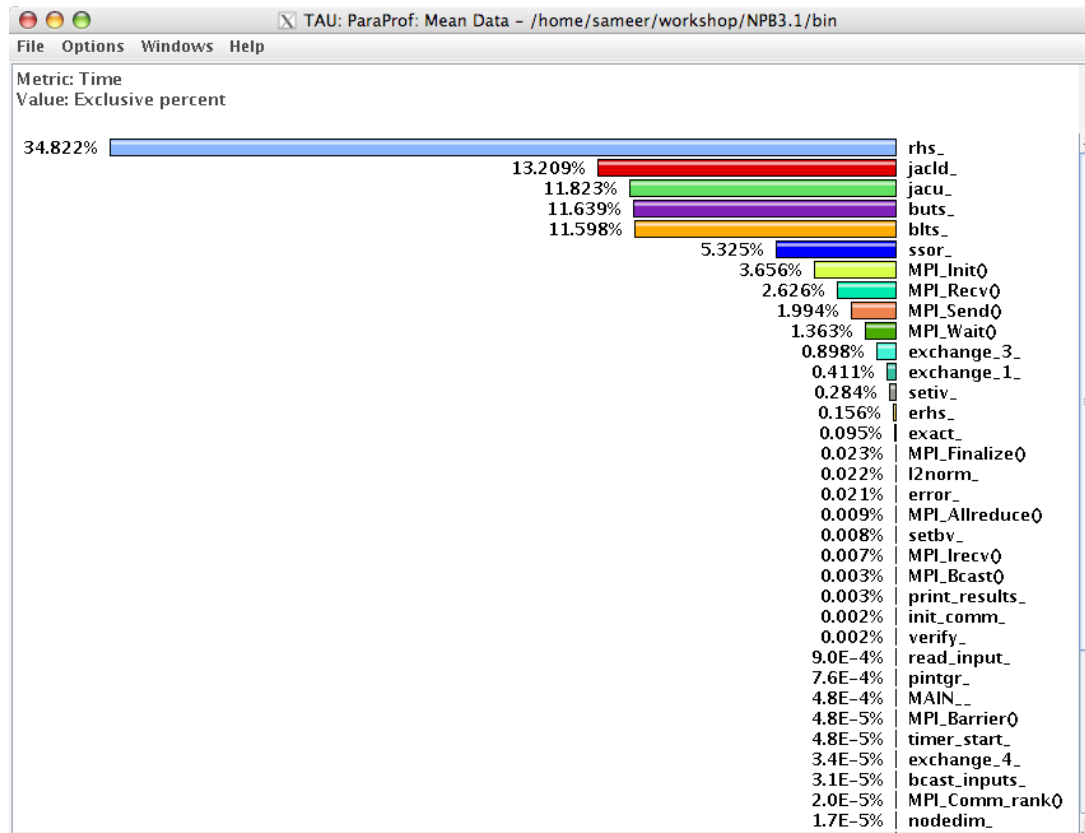 TAU: ParaProf: Mean Data – /home/sameer/workshop/NPB3.1/bin
File Options Windows Help
Metric: Time
Value: Exclusive percent
34.822% rhs_
13.209% jacld_
11.823% jacu_
11.639% buts_
11.598% blts_
5.325% ssor_
3.656% MPI_Init()
2.626% MPI_Recv()
1.994% MPI_Send()
1.363% MPI_Wait()
0.898% exchange_3_
0.411% exchange_1_
0.284% setiv_
0.156% erhs_
0.095% exact_
0.023% MPI_Finalize()
0.022% l2norm_
0.021% error_
0.009% MPI_Allreduce()
0.008% setbv_
0.007% MPI_Irecv()
0.003% MPI_Bcast()
0.003% print_results_
0.002% init_comm_
0.002% verify_
9.0E-4% read_input_
7.6E-4% pintgr_
4.8E-4% MAIN__
4.8E-5% MPI_Barrier()
4.8E-5% timer_start_
3.4E-5% exchange_4_
3.1E-5% bcast_inputs_
2.0E-5% MPI_Comm_rank()
1.7E-5% nodedim_